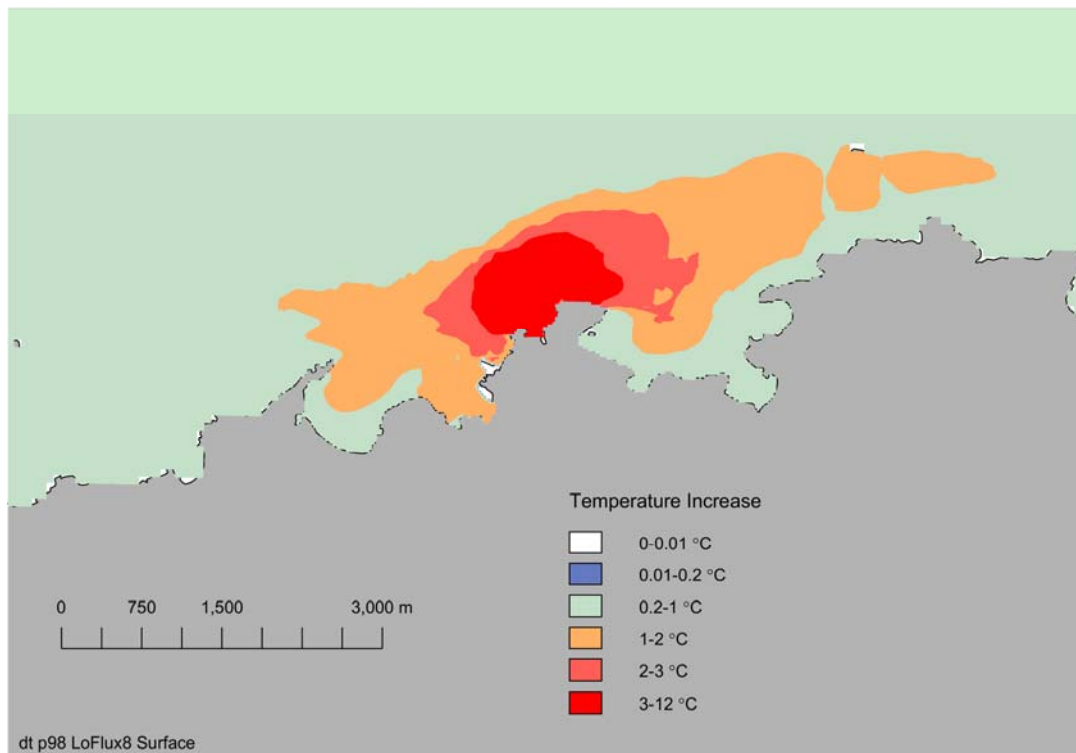 Temperature Increase
0-0.01 °C
0.01-0.2 °C
0.2-1 °C
1-2 °C
2-3 °C
3-12 °C
0 750 1,500 3,000 m
dt p98 LoFlux8 Surface